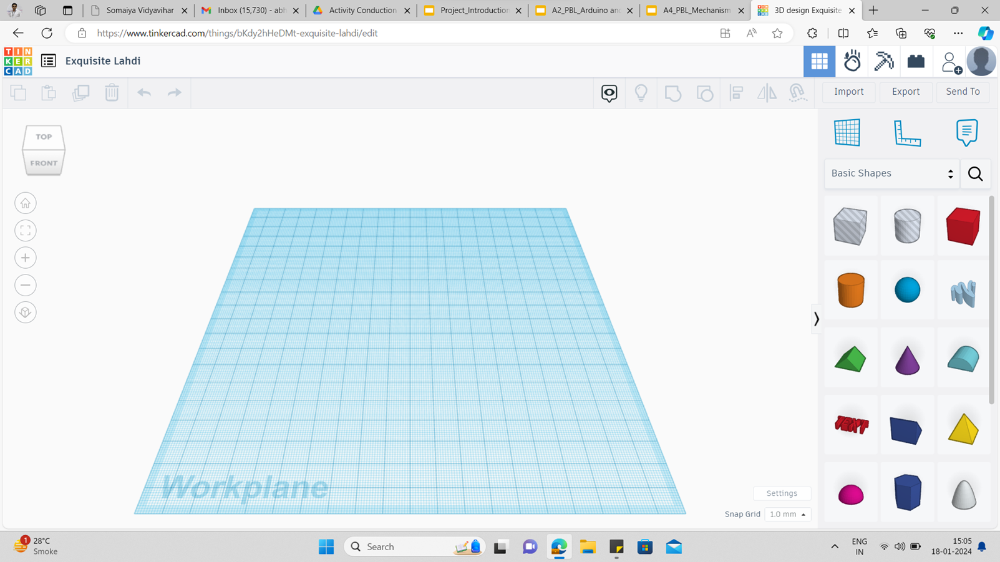 Somaiya Vidyavihar
Inbox (15,730) - abh
Activity Conduction
Project_Introduction
A2_PBL_Arduino and
A4_PBL_Mechanism
3D design Exquisite
https://www.tinkercad.com/things/bKdy2hHeDMt-exquisite-lahdi/edit
TIN
KER
CAD
Exquisite Lahdi
Import
Export
Send To
TOP
FRONT
Basic Shapes
TEXT
Workplane
Settings
Snap Grid
1.0 mm
1
28°C
Smoke
Search
ENG
IN
15:05
18-01-2024